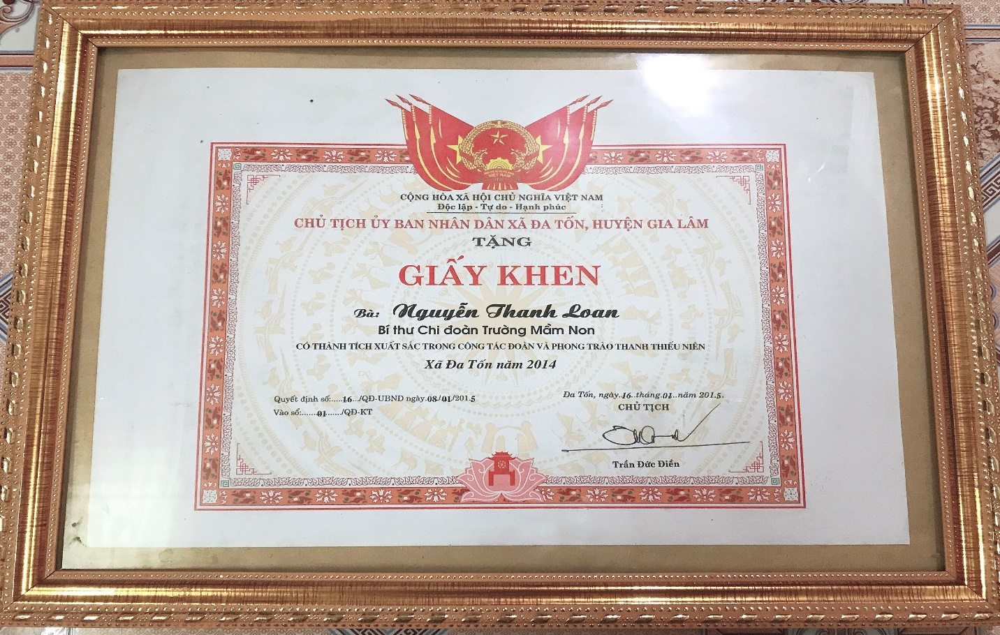 VIỆT NAM
CỘNG HÒA XÃ HỘI CHỦ NGHĨA VIỆT NAM
Độc lập - Tự do - Hạnh phúc
CHỦ TỊCH ỦY BAN NHÂN DÂN XÃ ĐA TỐN, HUYỆN GIA LÂM
TẶNG
GIẤY KHEN
Bà: Nguyễn Thanh Loan
Bí thư Chi đoàn Trường Mầm Non
CÓ THÀNH TÍCH XUẤT SẮC TRONG CÔNG TÁC ĐOÀN VÀ PHONG TRÀO THANH THIẾU NIÊN
Xã Đa Tốn năm 2014
Quyết định số:.....16.../QĐ-UBND ngày.08/01/2015
Vào sổ:......01......./QĐ-KT
Đa Tốn, ngày..16..tháng.01..năm 2015.
CHỦ TỊCH
Trần Đức Điển